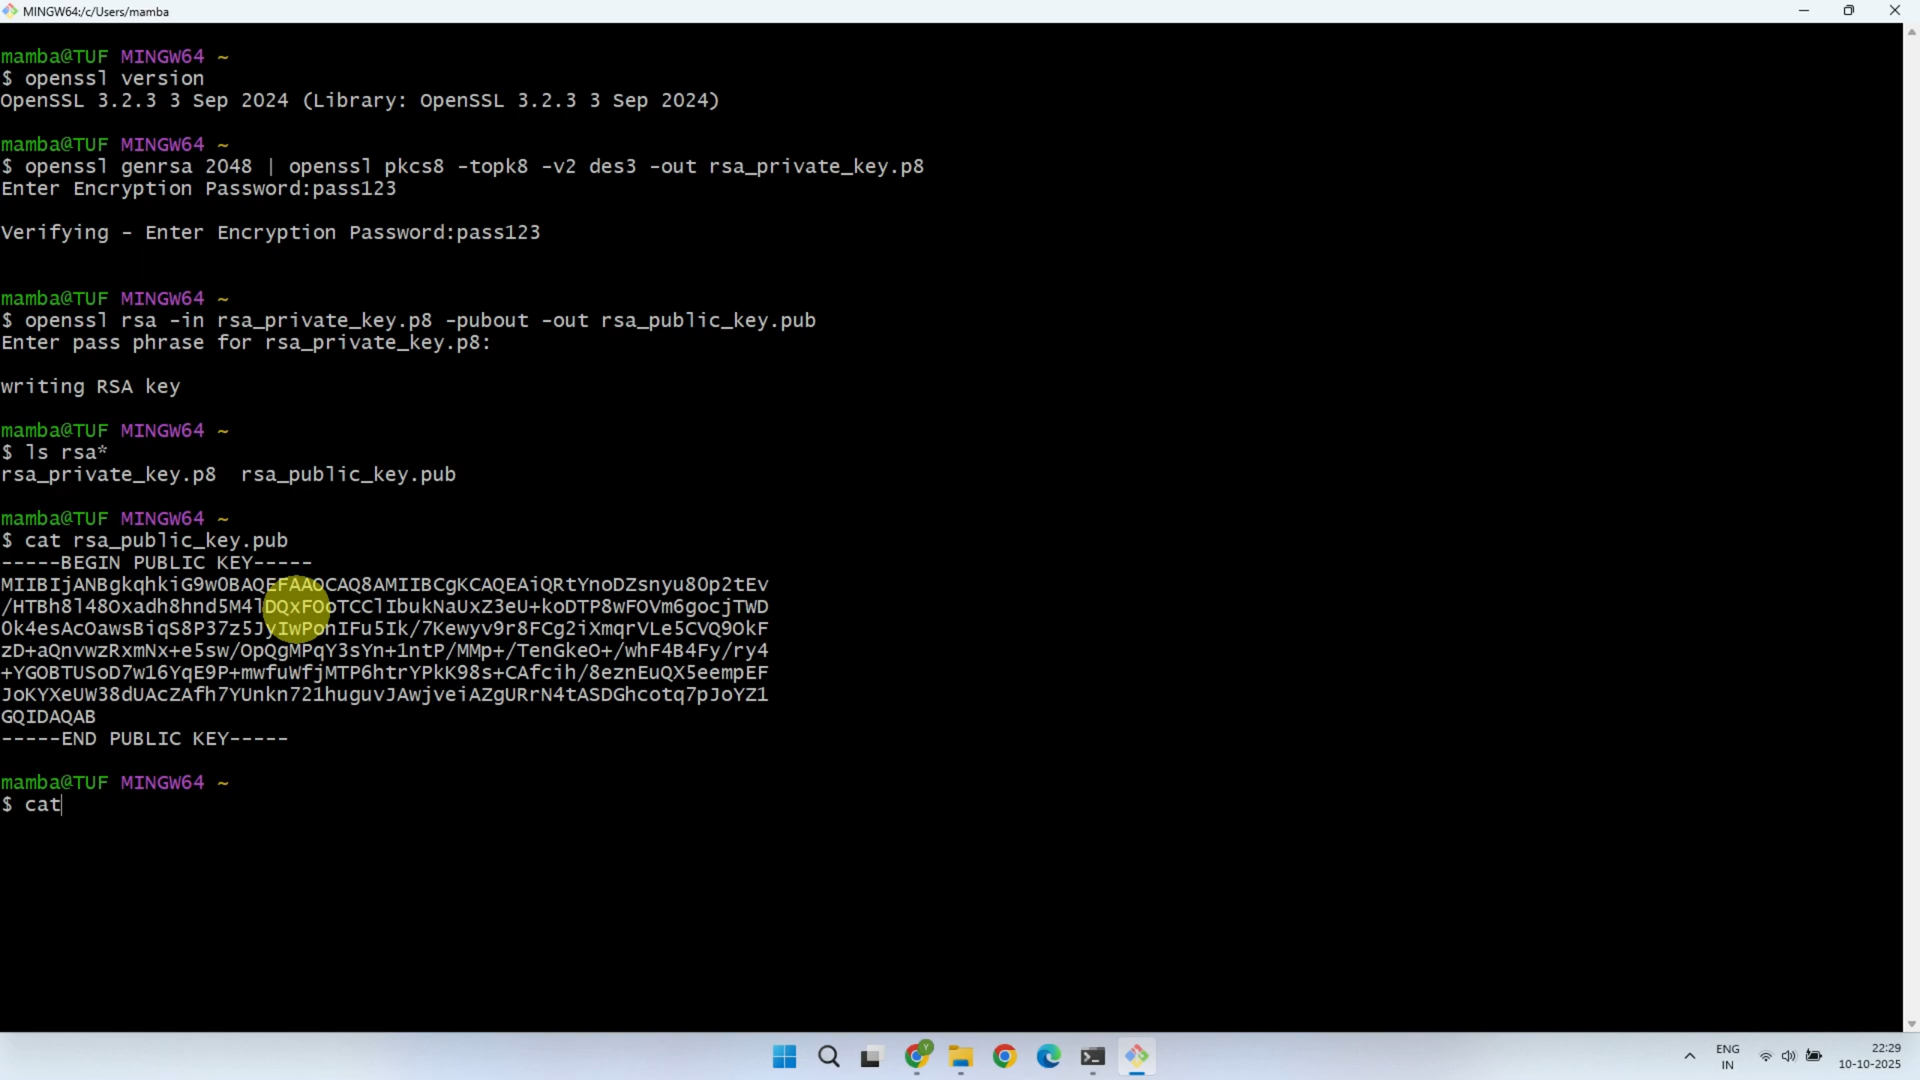 MINGW64:/c/Users/mamba
mamba@TUF MINGW64 ~
$ openssl version
OpenSSL 3.2.3 3 Sep 2024 (Library: OpenSSL 3.2.3 3 Sep 2024)
mamba@TUF MINGW64 ~
$ openssl genrsa 2048 | openssl pkcs8 -topk8 -v2 des3 -out rsa_private_key.p8
Enter Encryption Password:pass123
Verifying - Enter Encryption Password:pass123
mamba@TUF MINGW64 ~
$ openssl rsa -in rsa_private_key.p8 -pubout -out rsa_public_key.pub
Enter pass phrase for rsa_private_key.p8:
writing RSA key
mamba@TUF MINGW64 ~
$ ls rsa*
rsa_private_key.p8  rsa_public_key.pub
mamba@TUF MINGW64 ~
$ cat rsa_public_key.pub
-----BEGIN PUBLIC KEY-----
MIIBIjANBgkqhkiG9w0BAQEFAAOCAQ8AMIIBCgKCAQEAiQRtYnoDZsnyu8Op2tEv
/HTBh8l48Oxadh8hnd5M4lDQxFOoTCClIbukNaUxZ3eU+koDTP8wFOVm6gocjTWD
Ok4esAcOawsBiqS8P37z5JyIwPonIFu5Ik/7Kewyv9r8FCg2iXmqrVLe5CVQ9OkF
zD+aQnvwzRxmNx+e5sw/OpQgMPqY3sYn+1ntP/MMp+/TenGkeO+/whF4B4Fy/ry4
+YGOBTUSoD7w16YqE9P+mwfuWfjMTP6htrYPkK98s+CAfcih/8eznEuQX5eempEF
JoKYXeUW38dUAcZAfh7YUnkn721huguvJAwjveiAZgURrN4tASDGhcotq7pJoYZ1
GQIDAQAB
-----END PUBLIC KEY-----
mamba@TUF MINGW64 ~
$ cat
Y
ENG
IN
22:29
10-10-2025